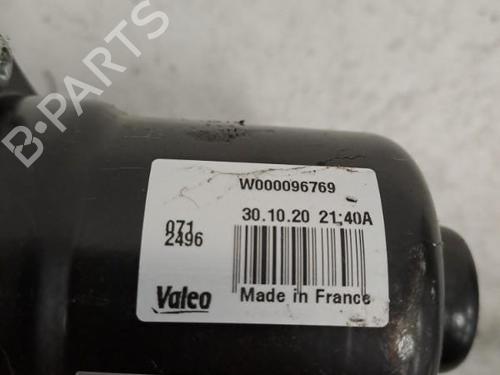 B-PARTS
W000096769
071
2496
30.10.20 21:40A
Valeo
Made in France